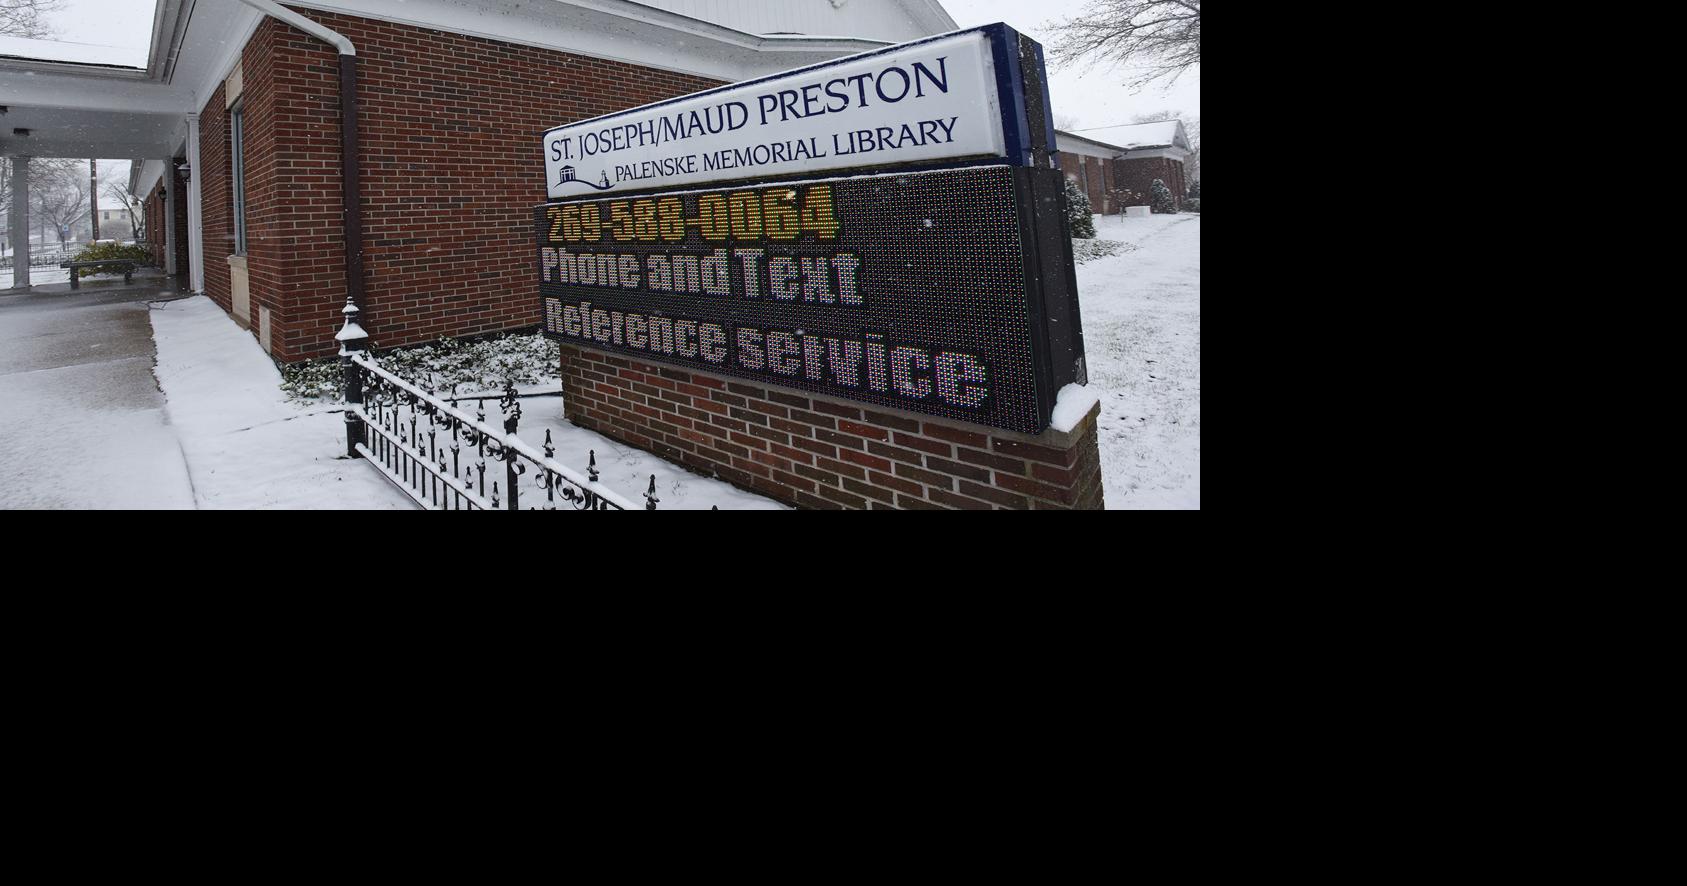 ST. JOSEPH/MAUD PRESTON
PALENSKE MEMORIAL LIBRARY
269-588-0064
Phone and Text
Reference service